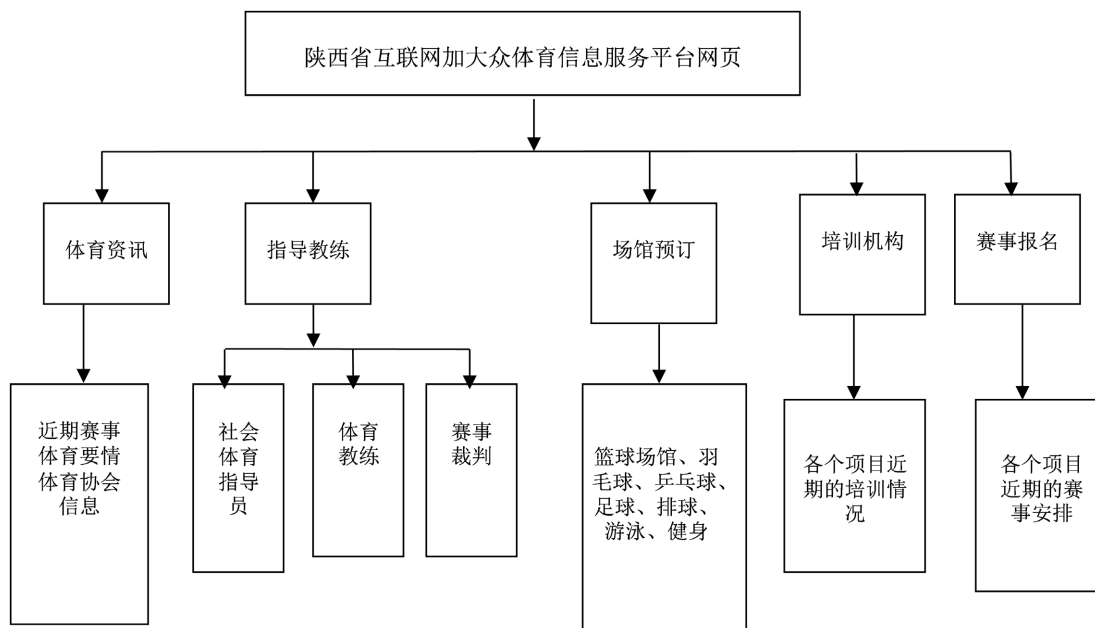 陕西省互联网加大众体育信息服务平台网页
体育资讯
指导教练
场馆预订
培训机构
赛事报名
近期赛事
体育要情
体育协会
信息
社会
体育
指导
员
体育
教练
赛事
裁判
篮球场馆、羽
毛球、乒乓球、
足球、排球、
游泳、健身
各个项目近
期的培训情
况
各个项目
近期的赛
事安排